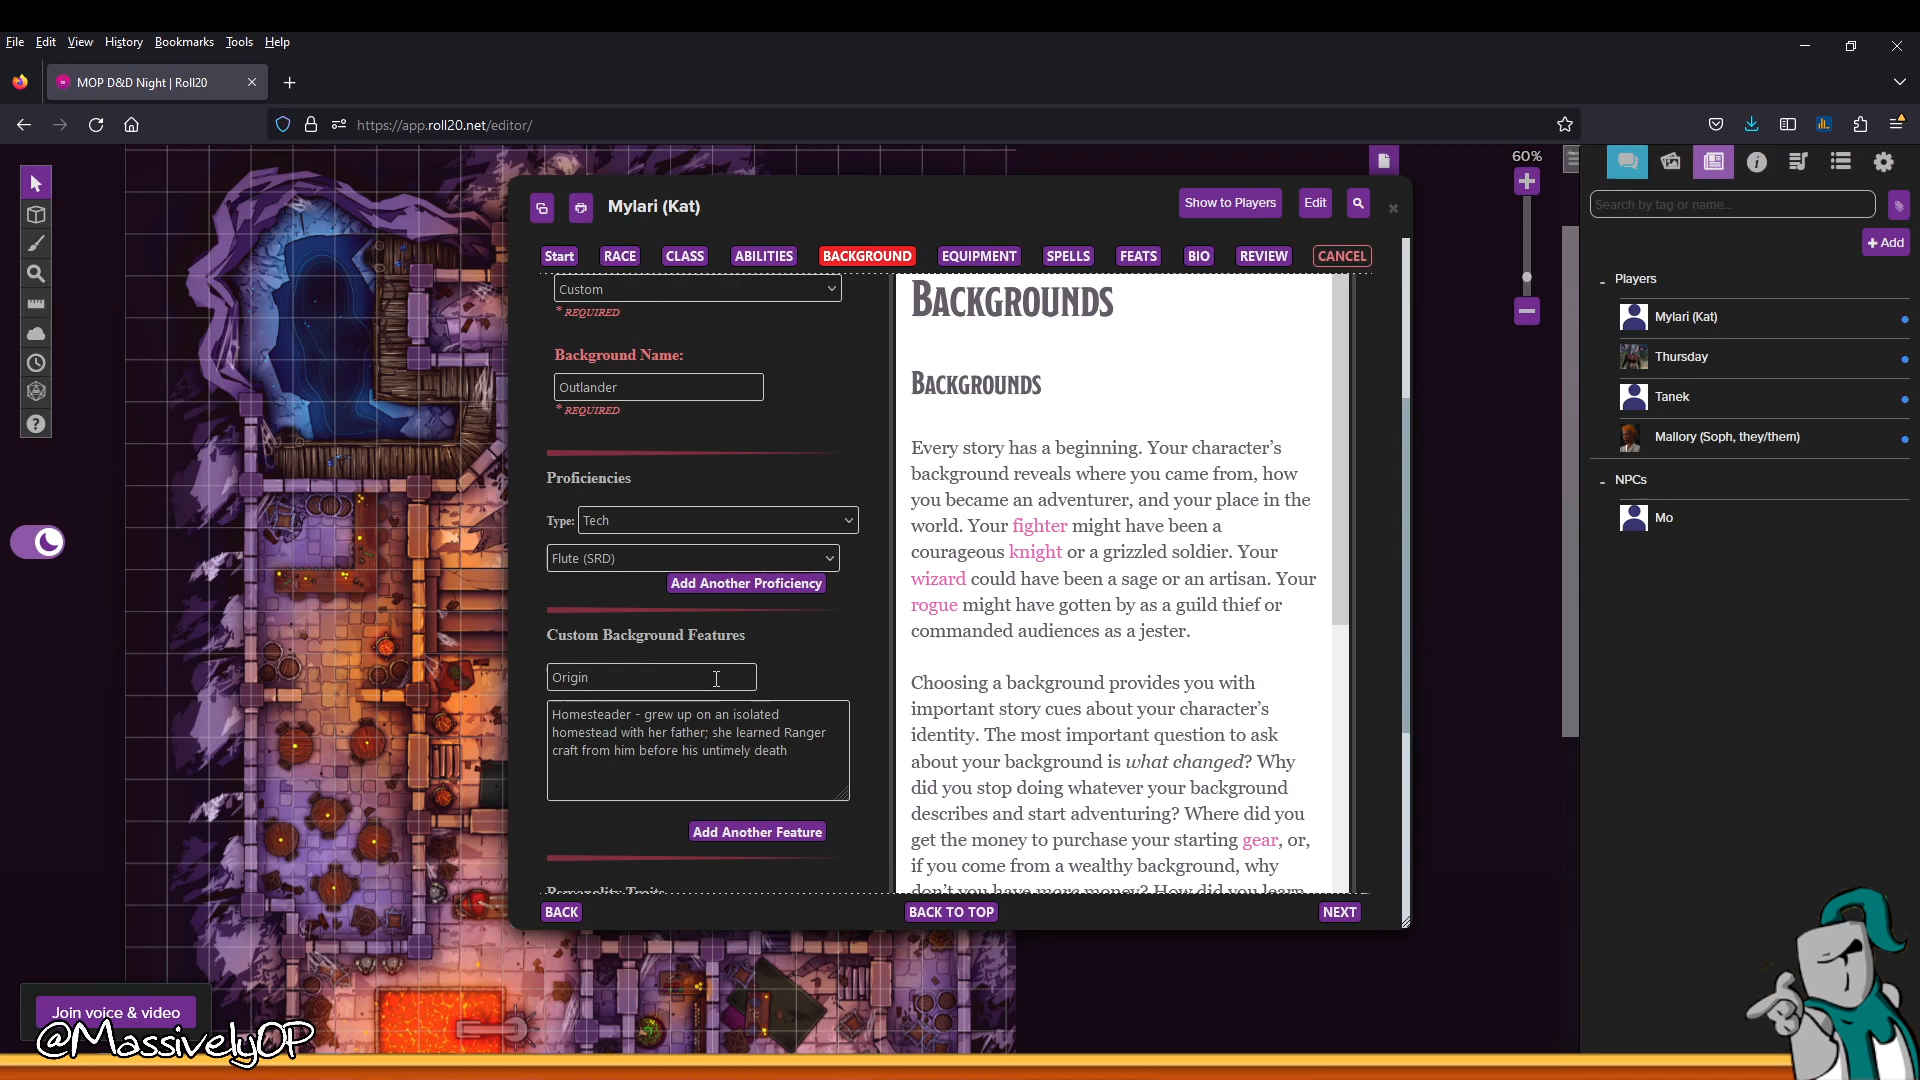 File Edit View History Bookmarks Tools Help
MOP D&D Night | Roll20
https://app.roll20.net/editor/
60%
Search by tag or name...
+ Add
Players
Mylari (Kat)
Thursday
Tanek
Mallory (Soph, they/them)
NPCs
Mo
Mylari (Kat)
Show to Players
Edit
Start RACE CLASS ABILITIES BACKGROUND EQUIPMENT SPELLS FEATS BIO REVIEW CANCEL
Custom
* REQUIRED
Background Name:
Outlander
* REQUIRED
Proficiencies
Type: Tech
Flute (SRD)
Add Another Proficiency
Custom Background Features
Origin
Homesteader - grew up on an isolated
homestead with her father; she learned Ranger
craft from him before his untimely death
Add Another Feature
Personality Traits
BACKGROUNDS
BACKGROUNDS
Every story has a beginning. Your character's
background reveals where you came from, how
you became an adventurer, and your place in the
world. Your fighter might have been a
courageous knight or a grizzled soldier. Your
wizard could have been a sage or an artisan. Your
rogue might have gotten by as a guild thief or
commanded audiences as a jester.
Choosing a background provides you with
important story cues about your character's
identity. The most important question to ask
about your background is what changed? Why
did you stop doing whatever your background
describes and start adventuring? Where did you
get the money to purchase your starting gear, or,
if you come from a wealthy background, why
don't you have more money? How did you learn
BACK
BACK TO TOP
NEXT
Join voice & video
@MassivelyOP